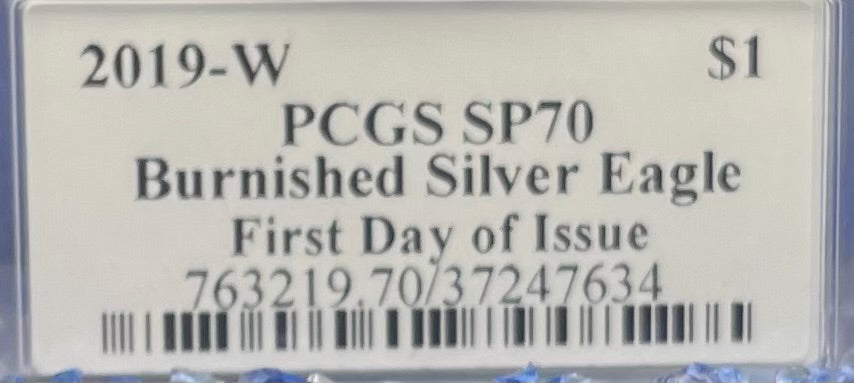 2019-W $1
PCGS SP70
Burnished Silver Eagle
First Day of Issue
763219.70/37247634